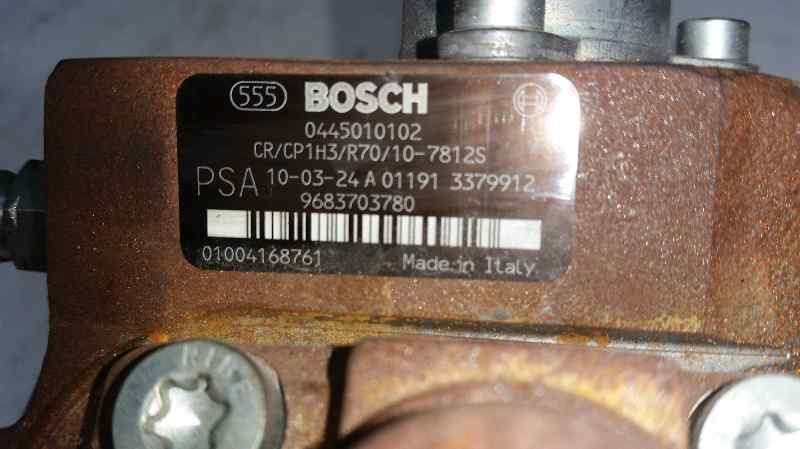 555 BOSCH
0445010102
CR/CP1H3/R70/10-7812S
PSA 10-03-24 A 01191 3379912
9683703780
01004168761 Made in Italy